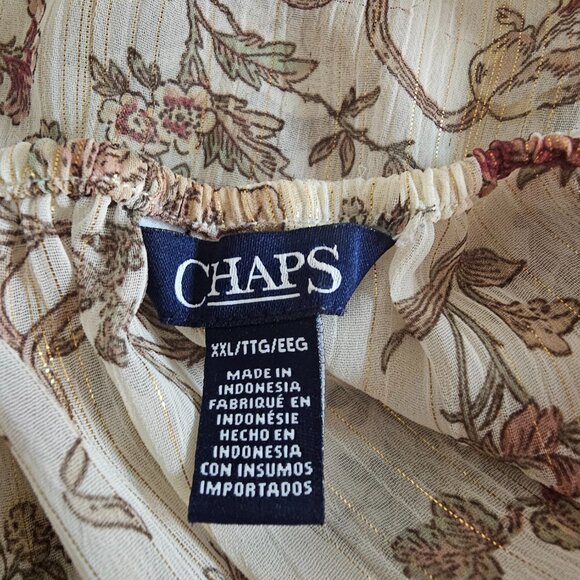 CHAPS
XXL/TTG/EEG
MADE IN
INDONESIA
FABRIQUÉ EN
INDONÉSIE
HECHO EN
INDONESIA
CON INSUMOS
IMPORTADOS